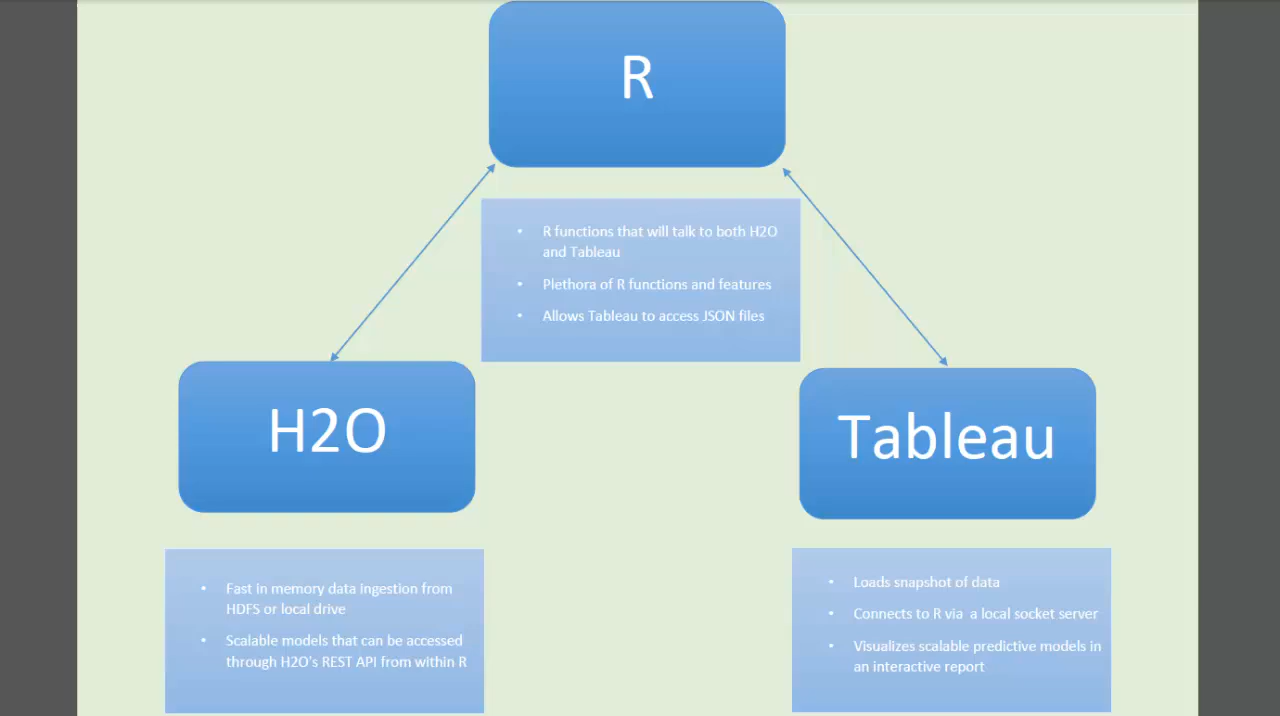 R
• R functions that will talk to both H2O
and Tableau
• Plethora of R functions and features
• Allows Tableau to access JSON files
H2O
Tableau
• Fast in memory data ingestion from
HDFS or local drive
• Scalable models that can be accessed
through H2O's REST API from within R
• Loads snapshot of data
• Connects to R via a local socket server
• Visualizes scalable predictive models in
an interactive report